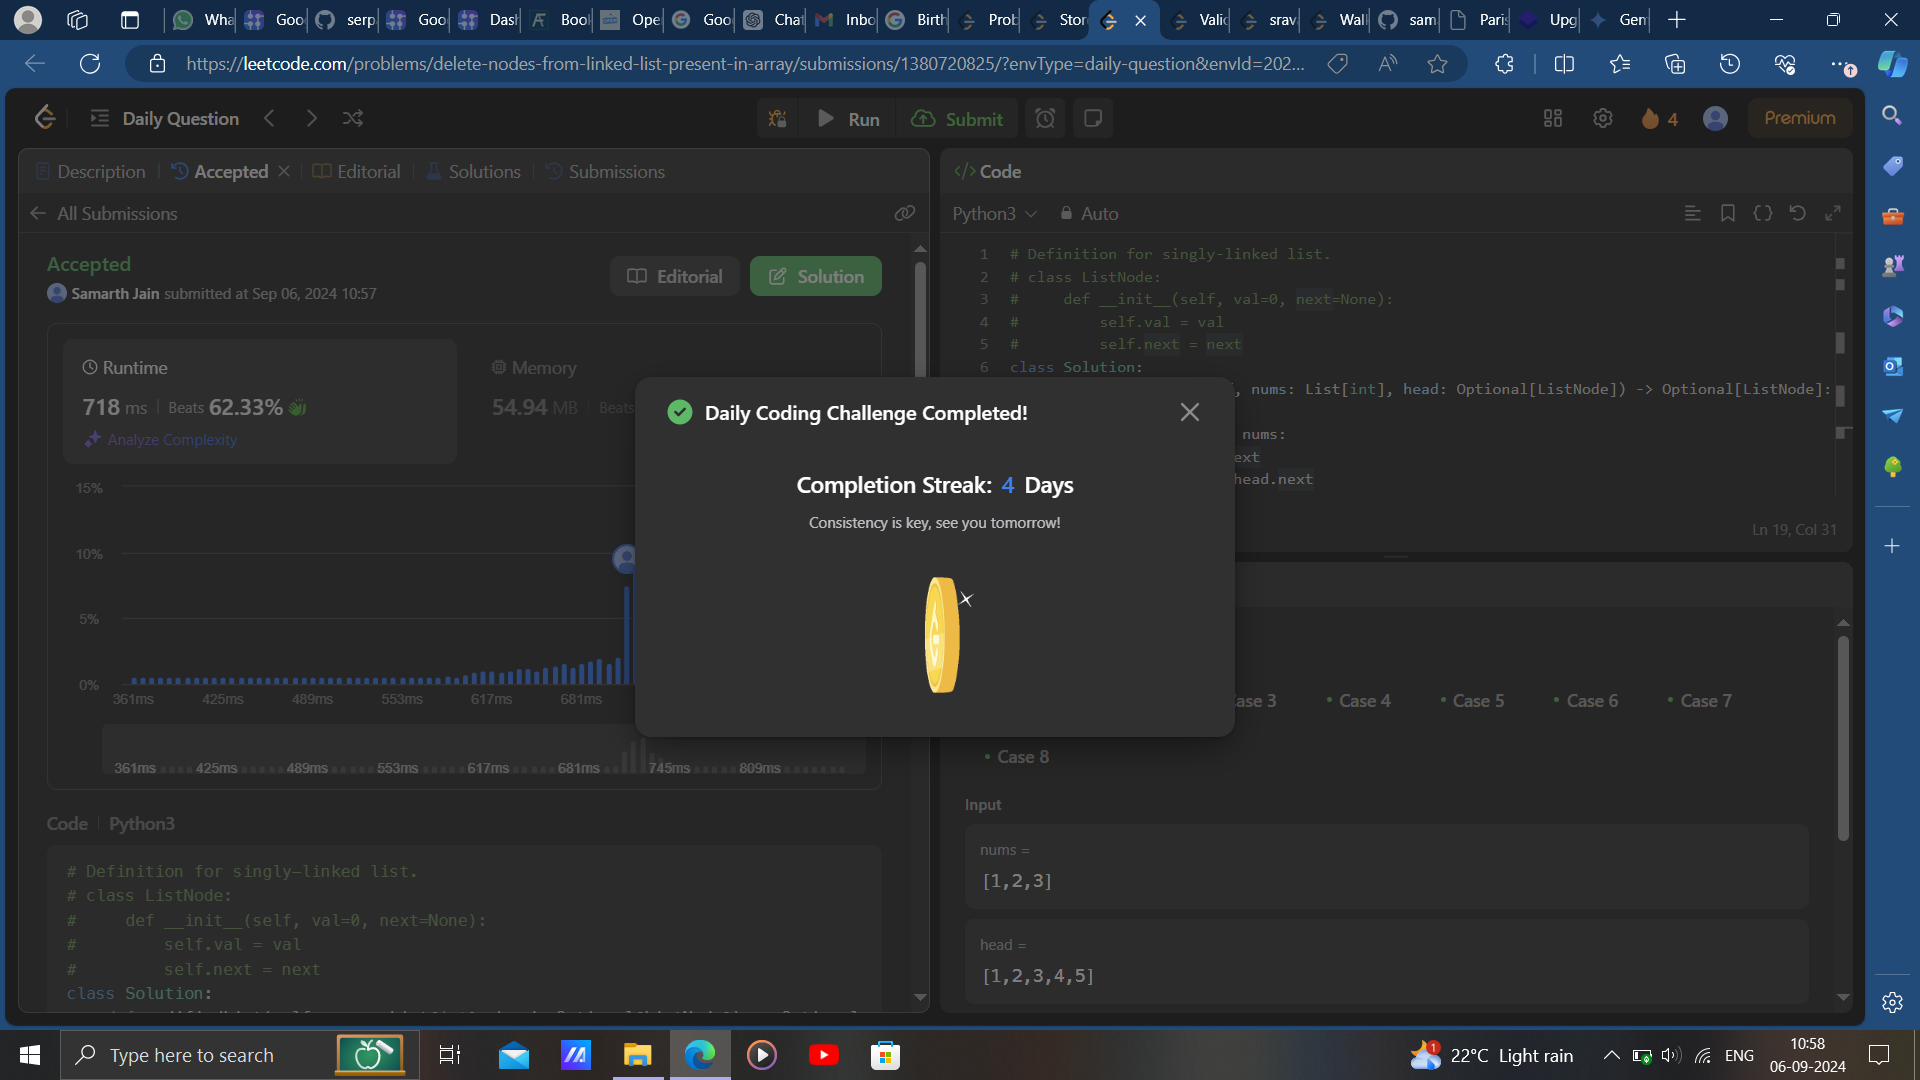 Wha
Goo
serp
Goo
Das
Bool
Ope
Goo
Chat
Inbo
Birth
Prob
Stor
Vali
srav
Wall
sam
Paris
Upg
Gem
https://leetcode.com/problems/delete-nodes-from-linked-list-present-in-array/submissions/1380720825/?envType=daily-question&envId=202...
Daily Question
Run
Submit
4
Premium
Description
Accepted
Editorial
Solutions
Submissions
All Submissions
Accepted
Editorial
Solution
Samarth Jain submitted at Sep 06, 2024 10:57
Runtime
718 ms | Beats 62.33%
Analyze Complexity
Memory
54.94 MB | Beats
15%
10%
5%
0%
361ms 425ms 489ms 553ms 617ms 681ms
361ms 425ms 489ms 553ms 617ms 681ms 745ms 809ms
Code | Python3
# Definition for singly-linked list.
# class ListNode:
#     def __init__(self, val=0, next=None):
#         self.val = val
#         self.next = next
class Solution:
</> Code
Python3
Auto
1 # Definition for singly-linked list.
2 # class ListNode:
3 #     def __init__(self, val=0, next=None):
4 #         self.val = val
5 #         self.next = next
6 class Solution:
, nums: List[int], head: Optional[ListNode]) -> Optional[ListNode]:
nums:
ext
head.next
Ln 19, Col 31
Daily Coding Challenge Completed!
Completion Streak: 4 Days
Consistency is key, see you tomorrow!
ase 3
Case 4
Case 5
Case 6
Case 7
Case 8
Input
nums =
[1,2,3]
head =
[1,2,3,4,5]
Type here to search
1
22°C Light rain
ENG
10:58
06-09-2024